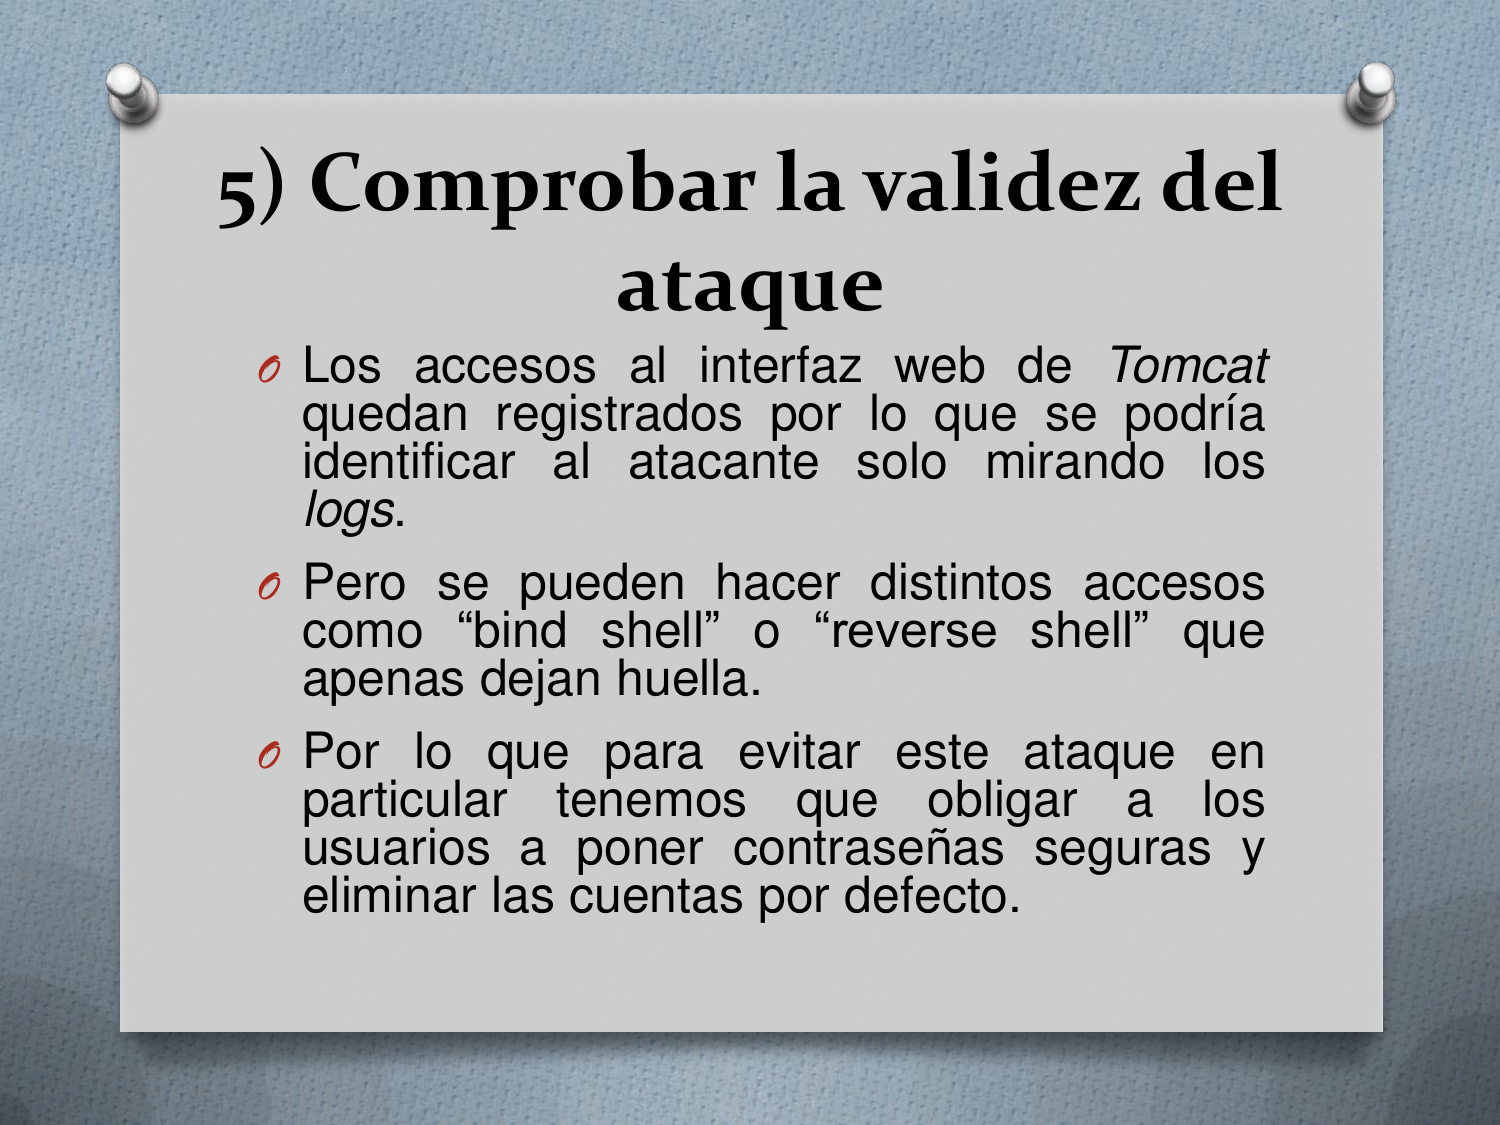 5) Comprobar la validez del
ataque
Los accesos al interfaz web de Tomcat
quedan registrados por lo que se podría
identificar al atacante solo mirando los
logs.
Pero se pueden hacer distintos accesos
como “bind shell” o “reverse shell” que
apenas dejan huella.
Por lo que para evitar este ataque en
particular tenemos que obligar a los
usuarios a poner contraseñas seguras y
eliminar las cuentas por defecto.